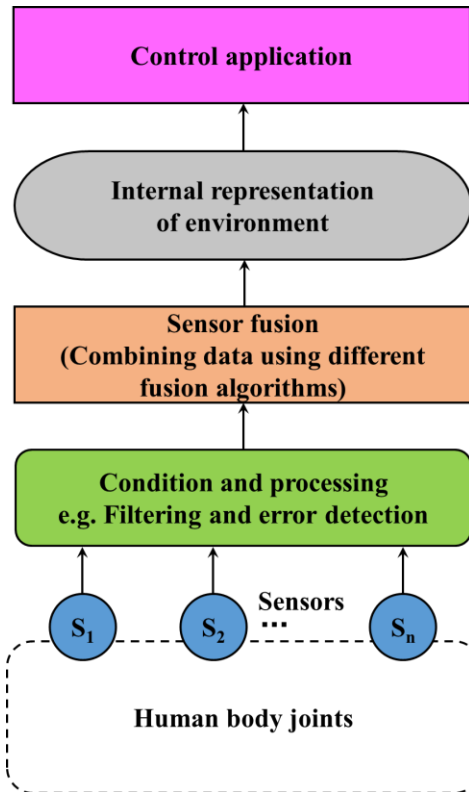 Control application
Internal representation
of environment
Sensor fusion
(Combining data using different
fusion algorithms)
Condition and processing
e.g. Filtering and error detection
Sensors
S₁ S₂ ... Sₙ
Human body joints